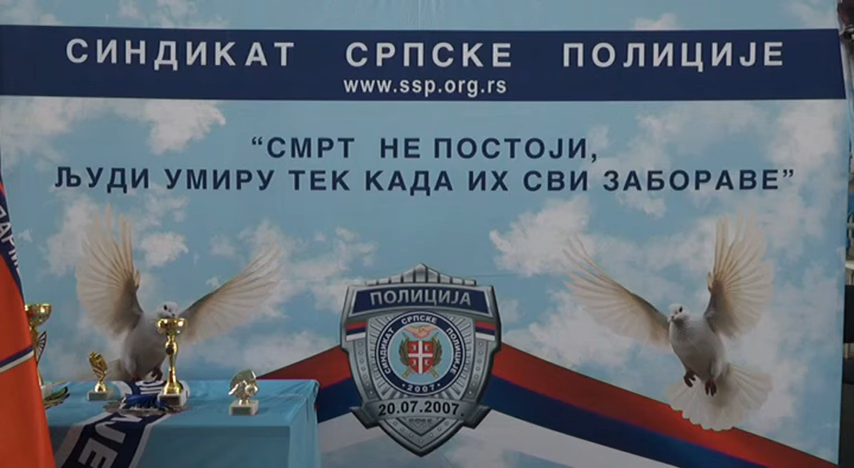 СИНДИКАТ СРПСКЕ ПОЛИЦИЈЕ
www.ssp.org.rs
“СМРТ НЕ ПОСТОЈИ,
ЉУДИ УМИРУ ТЕК КАДА ИХ СВИ ЗАБОРАВЕ”
ПОЛИЦИЈА
СИНДИКАТ СРПСКЕ ПОЛИЦИЈЕ
2007
20.07.2007.